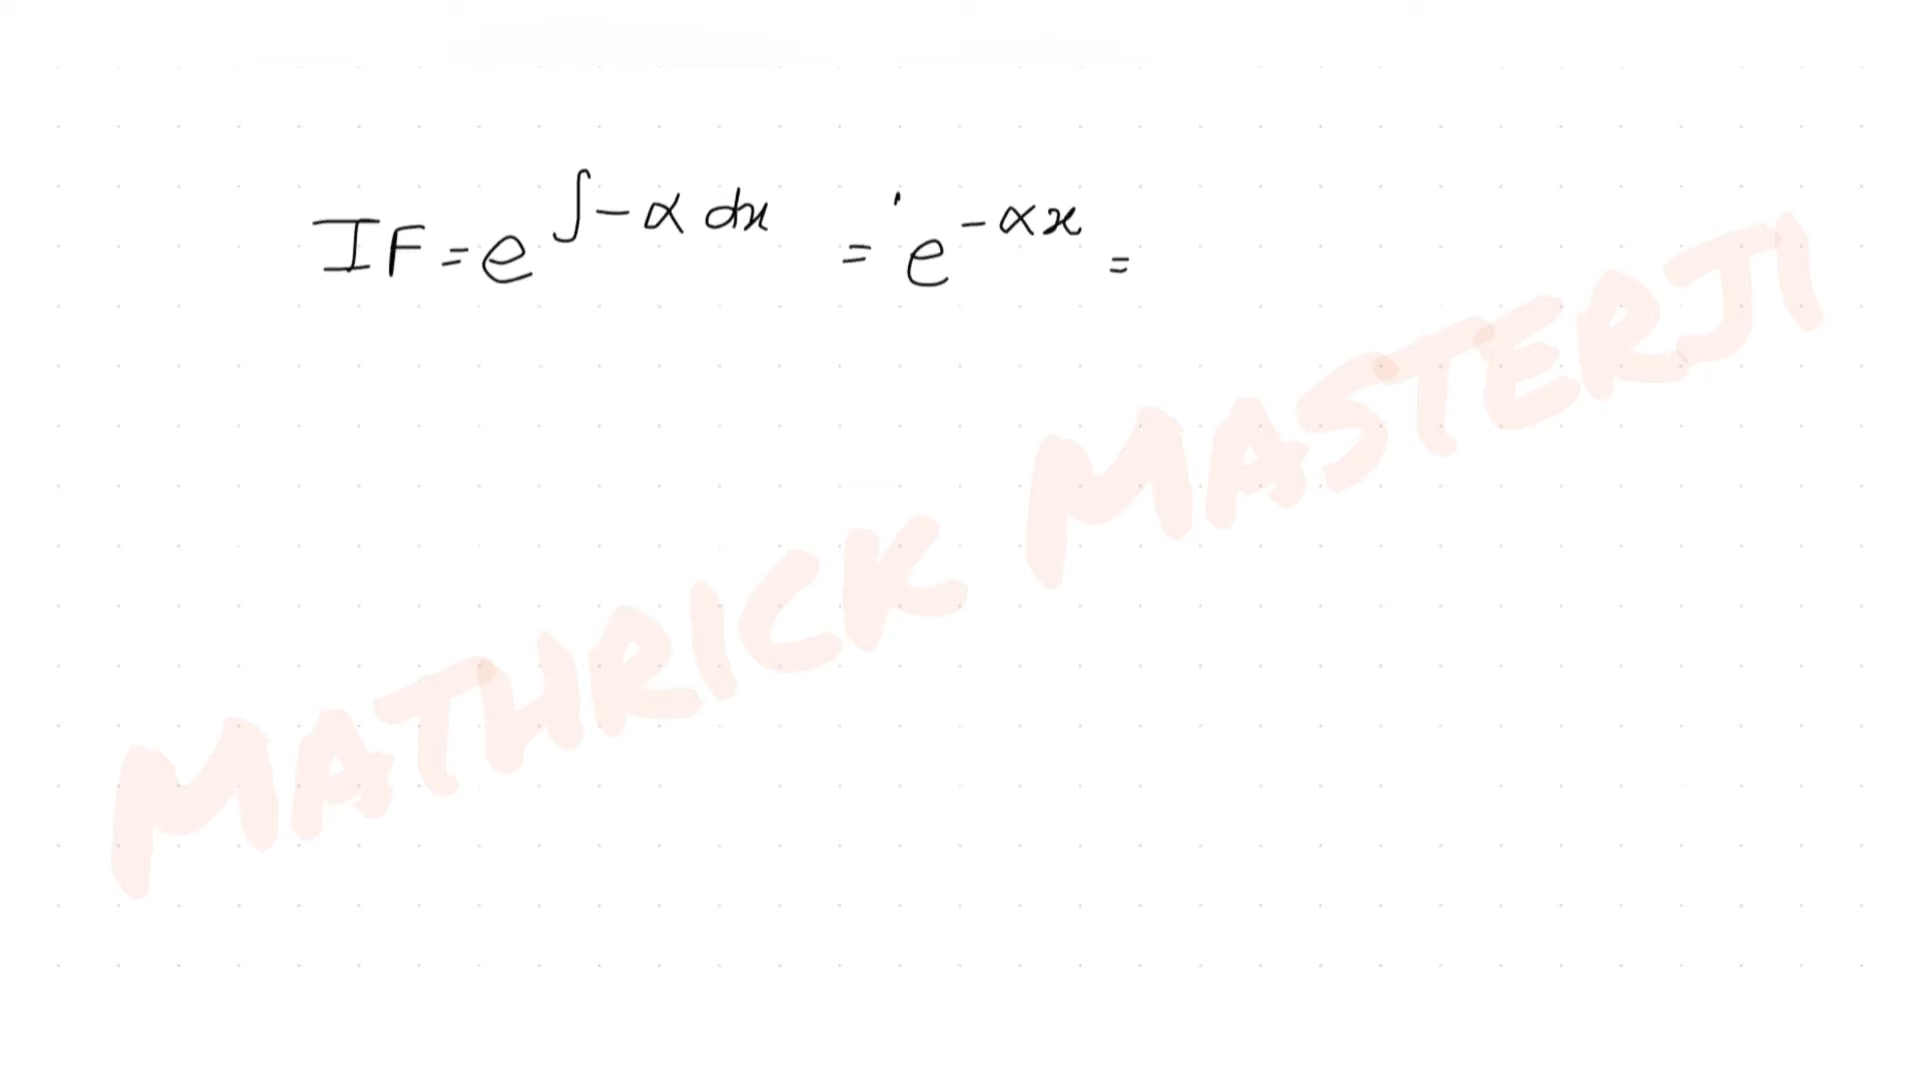 IF = e^{∫-α dx} = e^{-αx} =
MATHRICK MASTERJI